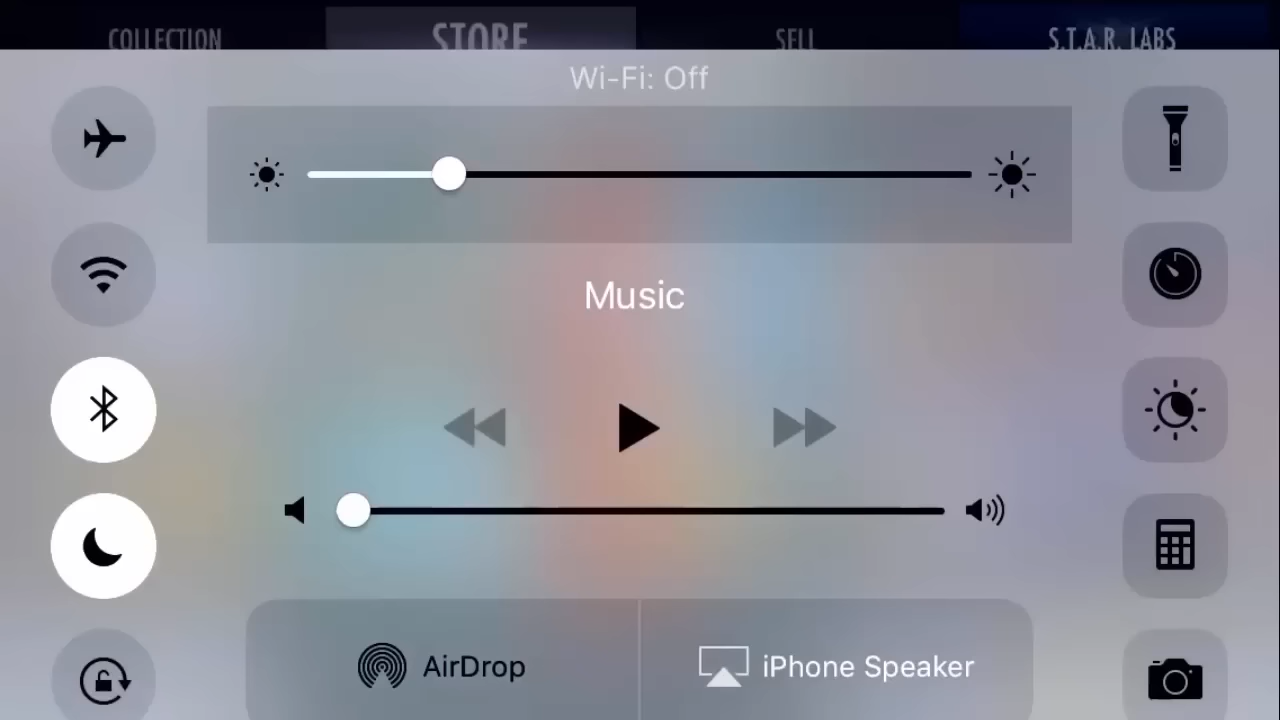 COLLECTION
STORE
SELL
S.T.A.R. LABS
Wi-Fi: Off
Music
AirDrop
iPhone Speaker